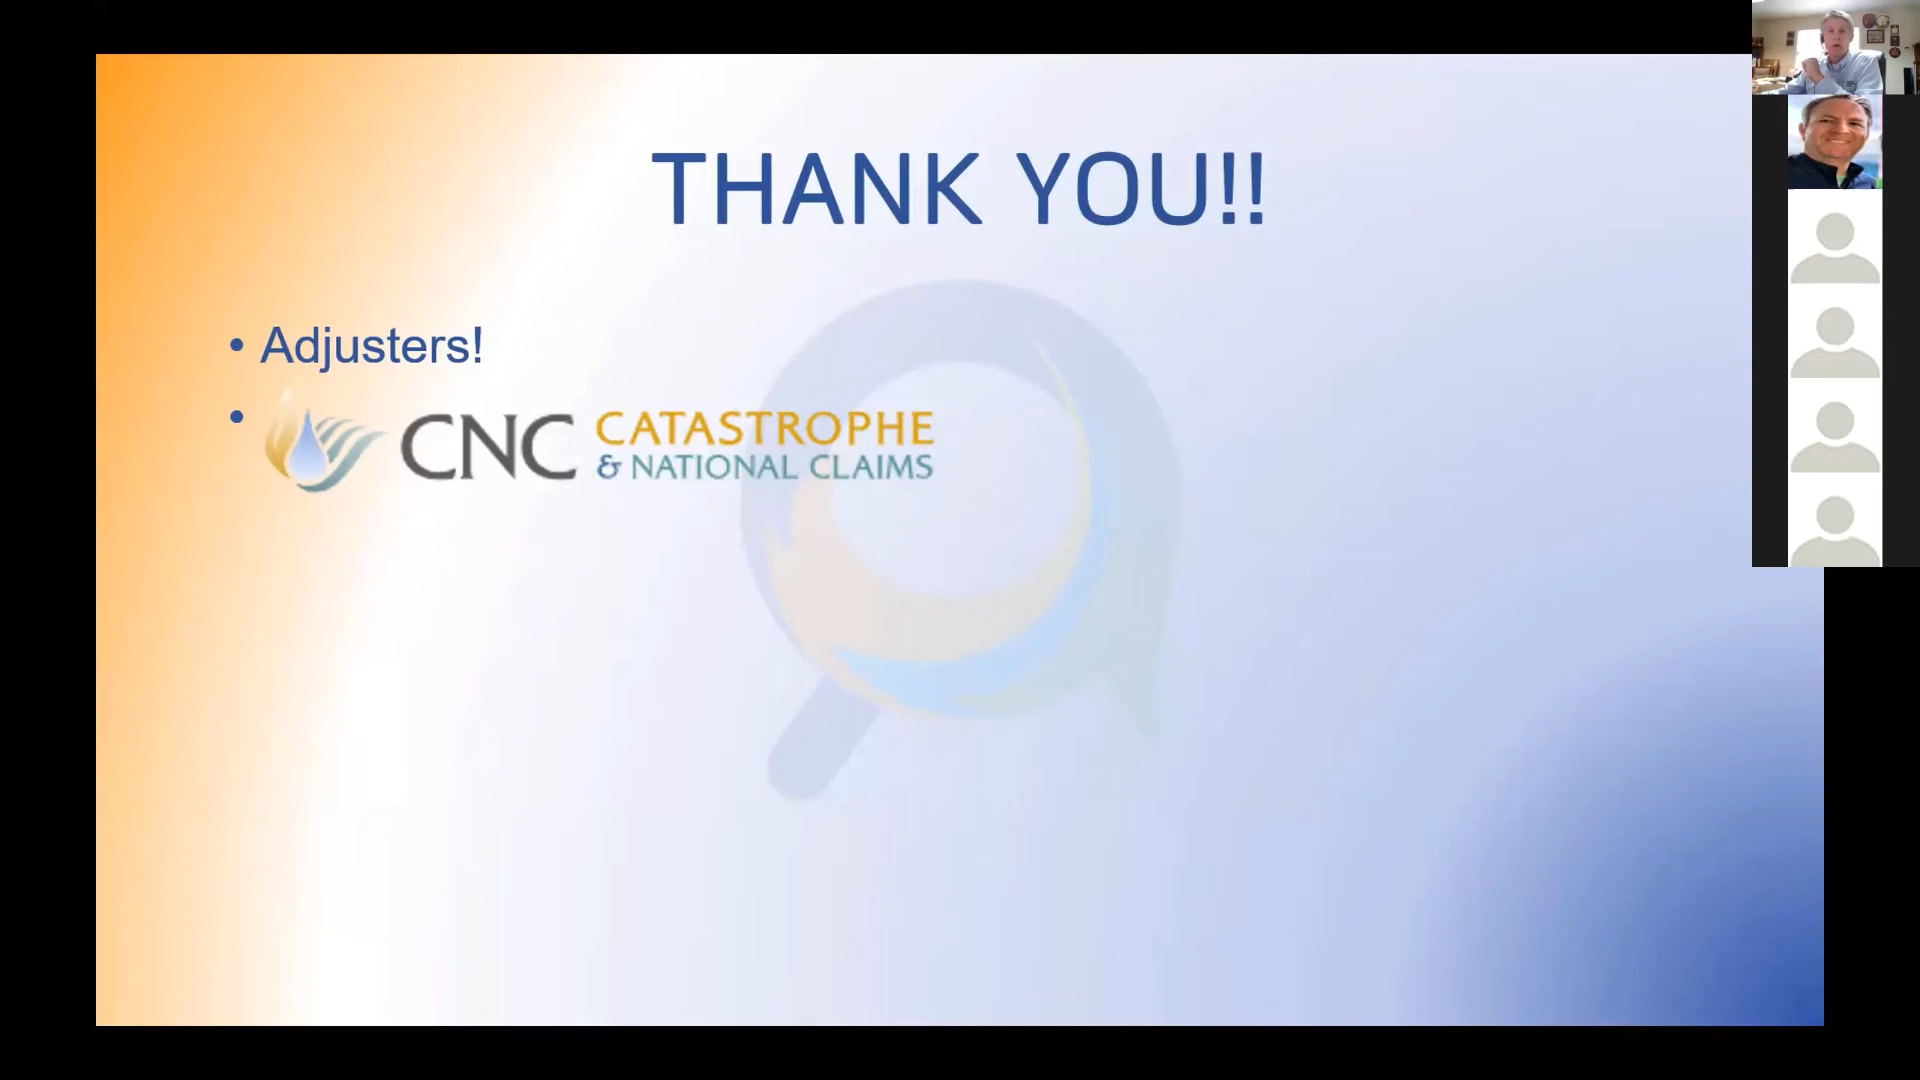 THANK YOU!!
• Adjusters!
• CNC CATASTROPHE
& NATIONAL CLAIMS